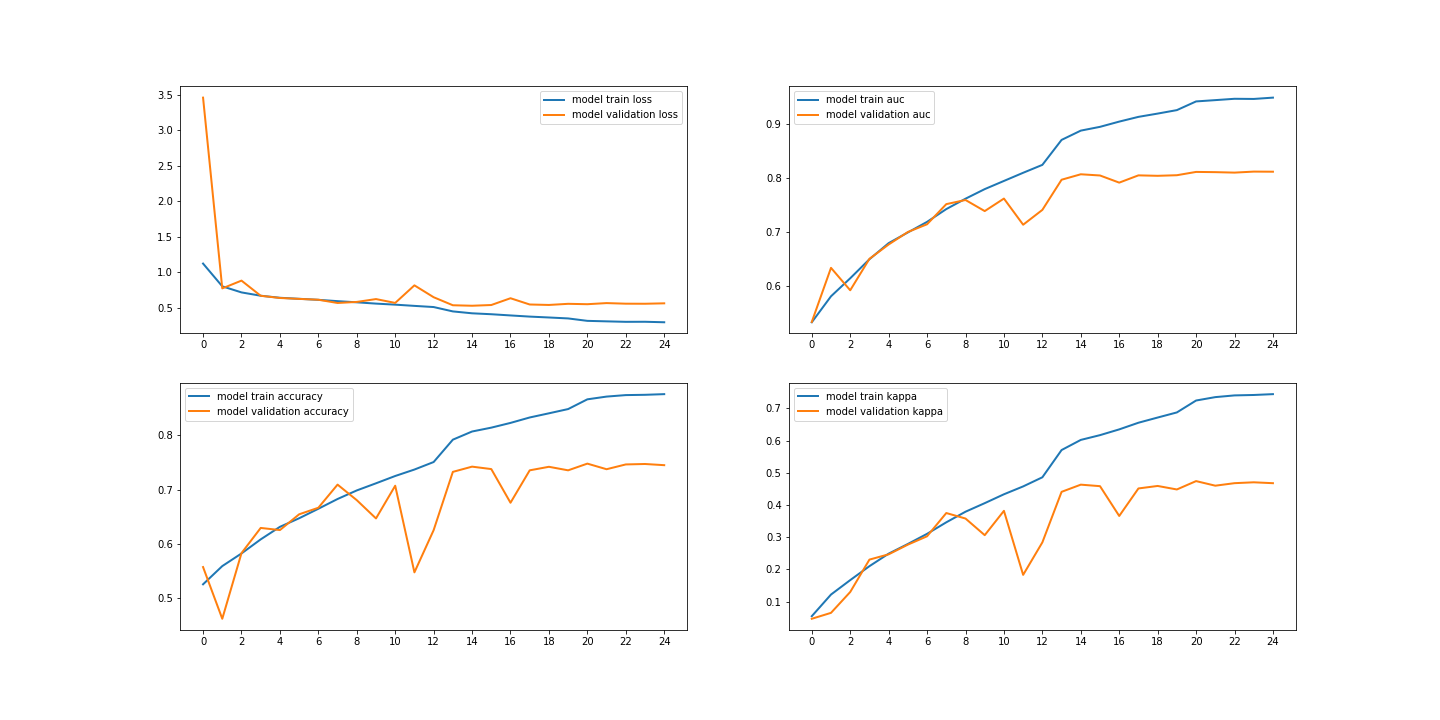 model train loss
model validation loss
3.5
3.0
2.5
2.0
1.5
1.0
0.5
0 2 4 6 8 10 12 14 16 18 20 22 24
model train auc
model validation auc
0.9
0.8
0.7
0.6
0 2 4 6 8 10 12 14 16 18 20 22 24
model train accuracy
model validation accuracy
0.8
0.7
0.6
0.5
0 2 4 6 8 10 12 14 16 18 20 22 24
model train kappa
model validation kappa
0.7
0.6
0.5
0.4
0.3
0.2
0.1
0 2 4 6 8 10 12 14 16 18 20 22 24